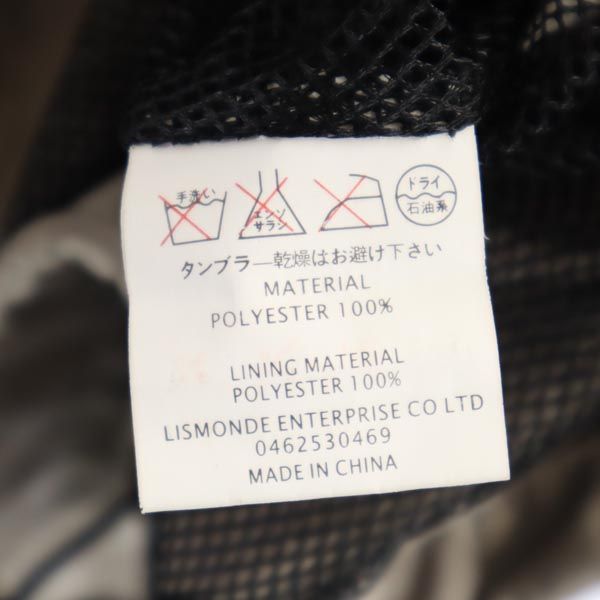 手洗い
エンソ
サラシ
ドライ
石油系
タンブラー乾燥はお避け下さい
MATERIAL
POLYESTER 100%
LINING MATERIAL
POLYESTER 100%
LISMONDE ENTERPRISE CO LTD
0462530469
MADE IN CHINA